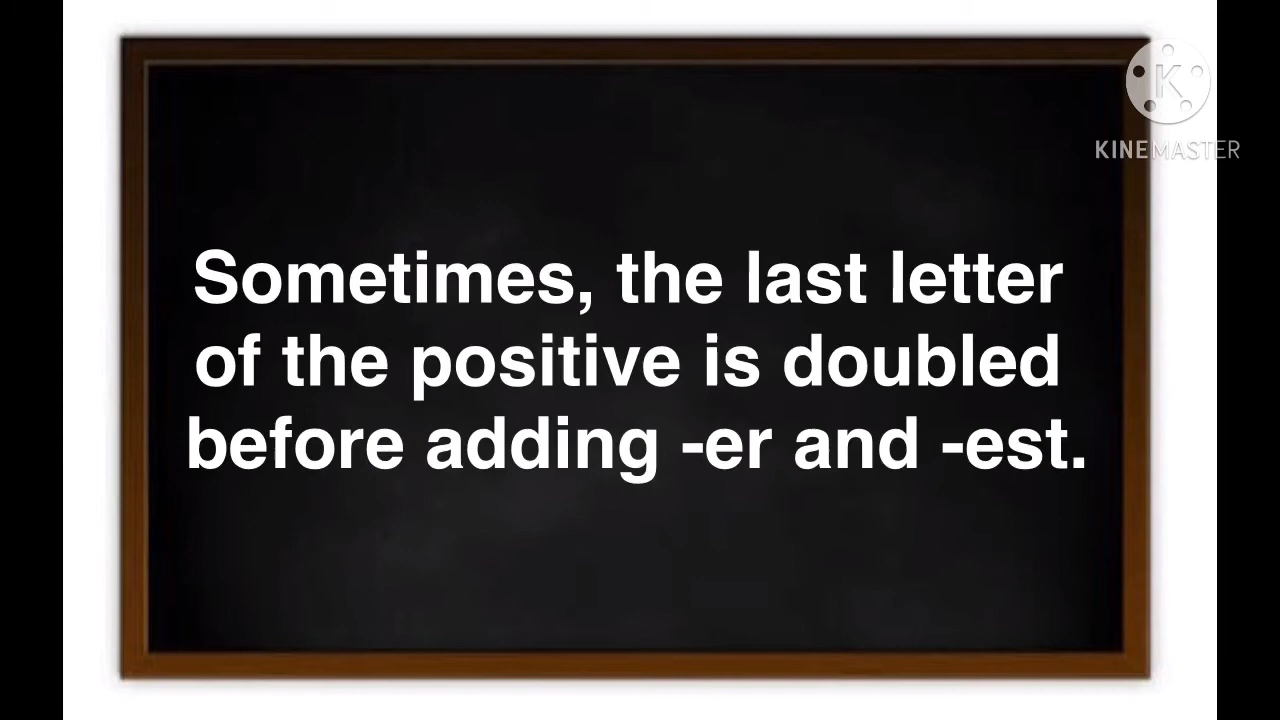 K
KINEMASTER
Sometimes, the last letter
of the positive is doubled
before adding -er and -est.